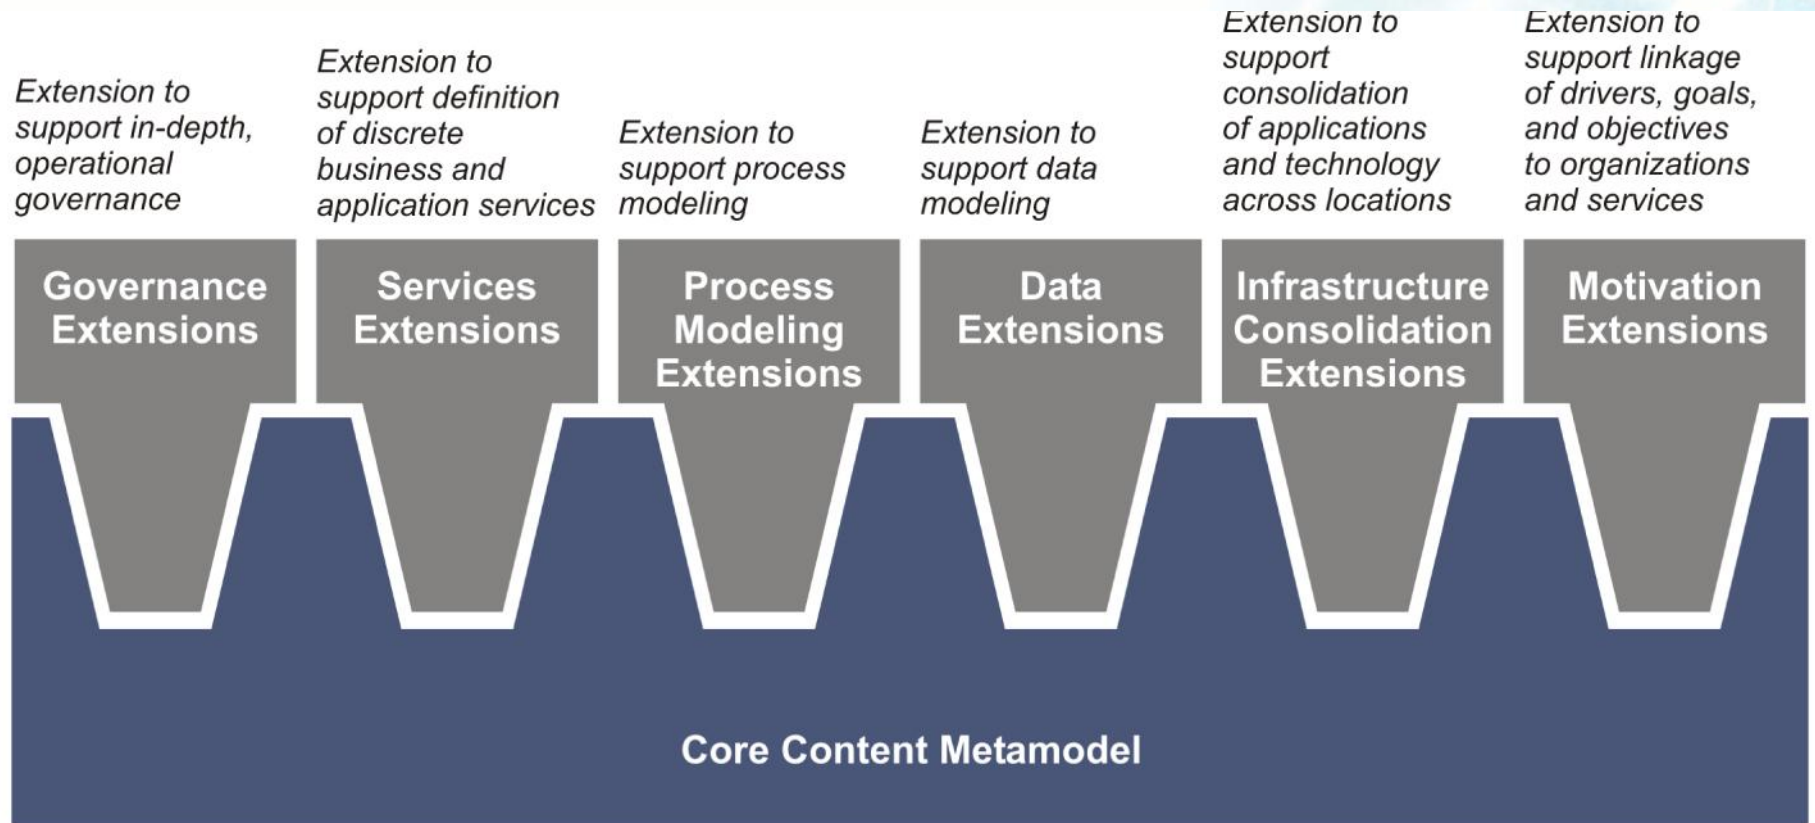 Extension to
support in-depth,
operational
governance
Extension to
support definition
of discrete
business and
application services
Extension to
support process
modeling
Extension to
support data
modeling
Extension to
support
consolidation
of applications
and technology
across locations
Extension to
support linkage
of drivers, goals,
and objectives
to organizations
and services
Governance
Extensions
Services
Extensions
Process
Modeling
Extensions
Data
Extensions
Infrastructure
Consolidation
Extensions
Motivation
Extensions
Core Content Metamodel